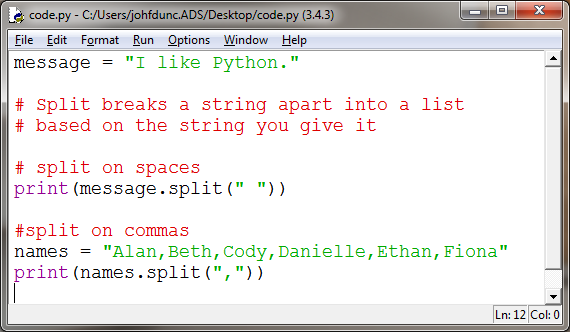 code.py - C:/Users/johfdunc.ADS/Desktop/code.py (3.4.3)
File Edit Format Run Options Window Help
message = "I like Python."
# Split breaks a string apart into a list
# based on the string you give it
# split on spaces
print(message.split(" "))
#split on commas
names = "Alan,Beth,Cody,Danielle,Ethan,Fiona"
print(names.split(","))
Ln: 12 Col: 0